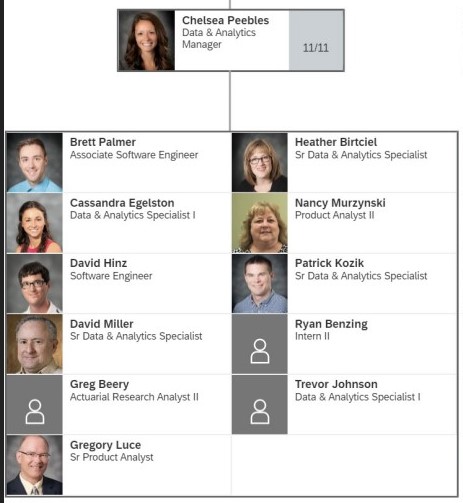 Chelsea Peebles
Data & Analytics
Manager
11/11
Brett Palmer
Associate Software Engineer
Heather Birtciel
Sr Data & Analytics Specialist
Cassandra Egelston
Data & Analytics Specialist I
Nancy Murzynski
Product Analyst II
David Hinz
Software Engineer
Patrick Kozik
Sr Data & Analytics Specialist
David Miller
Sr Data & Analytics Specialist
Ryan Benzing
Intern II
Greg Beery
Actuarial Research Analyst II
Trevor Johnson
Data & Analytics Specialist I
Gregory Luce
Sr Product Analyst